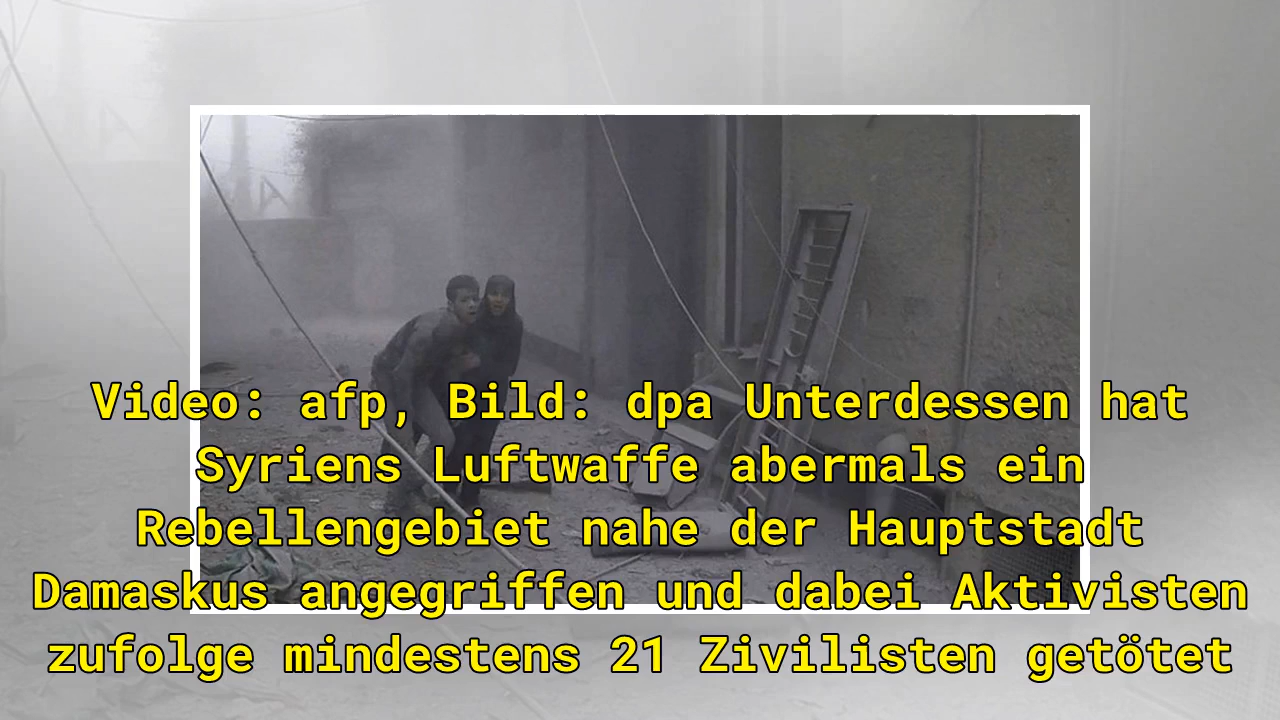 Video: afp, Bild: dpa Unterdessen hat
Syriens Luftwaffe abermals ein
Rebellengebiet nahe der Hauptstadt
Damaskus angegriffen und dabei Aktivisten
zufolge mindestens 21 Zivilisten getötet